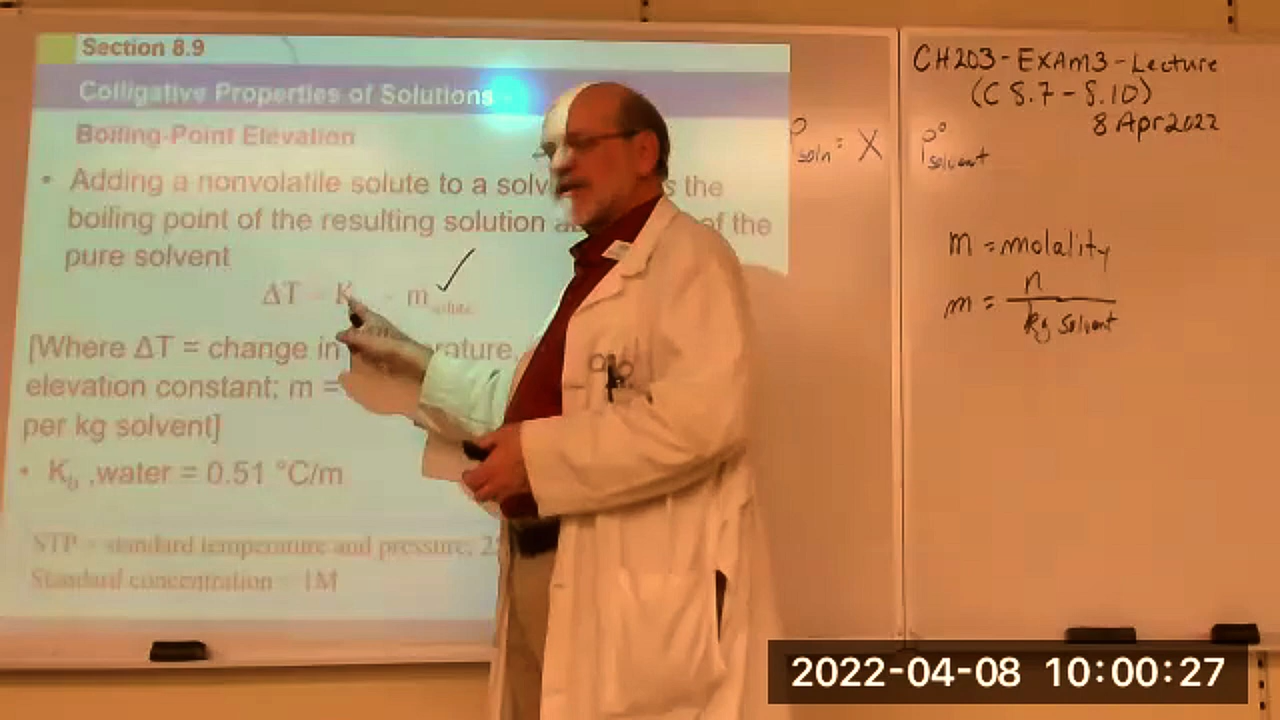 Section 8.9
Colligative Properties of Solutions -
Boiling-Point Elevation
• Adding a nonvolatile solute to a the
boiling point of the resulting solution of the
pure solvent
ΔT = K m solute ✓
[Where ΔT = change in
elevation constant; m =
per kg solvent]
• Kb ,water = 0.51 °C/m
STP = standard temperature and pressure,
Standard concentration = 1M
P soln = X P° solvent
CH203-EXAm3-Lecture
(C 8.7-8.10)
8 Apr 2022
m = molality
m = n
kg solvent
2022-04-08 10:00:27